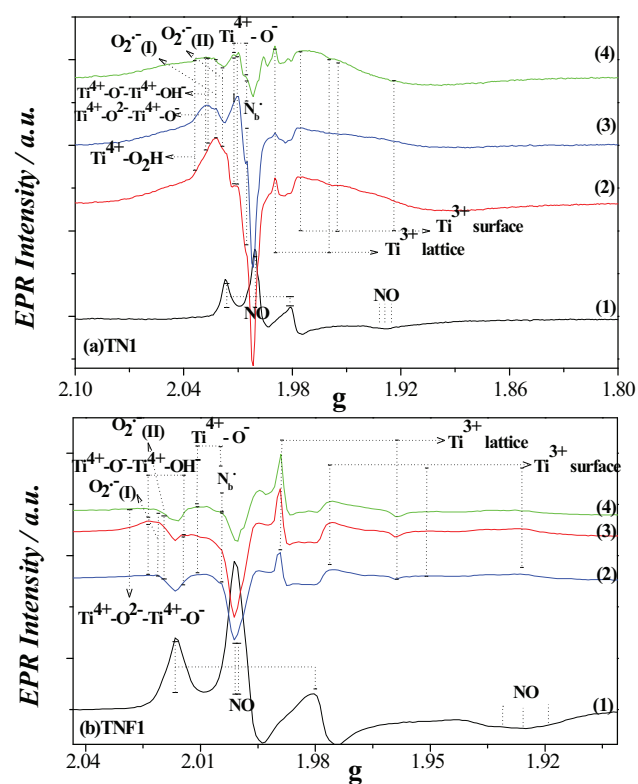 O₂·⁻(I) O₂·⁻(II) Ti⁴⁺-O⁻
(4)
Ti⁴⁺-O⁻-Ti⁴⁺-OH⁻
Ti⁴⁺-O²⁻-Ti⁴⁺-O⁻
N_b·
(3)
Ti⁴⁺-O₂H
(2)
Ti³⁺ surface
Ti³⁺ lattice
NO
NO
(1)
(a)TN1
EPR Intensity / a.u.
2.10 2.04 1.98 1.92 1.86 1.80
g
O₂·⁻(II) Ti⁴⁺-O⁻
Ti³⁺ lattice
Ti⁴⁺-O⁻-Ti⁴⁺-OH⁻
Ti³⁺ surface
O₂·⁻(I)
N_b·
(4)
(3)
(2)
Ti⁴⁺-O²⁻-Ti⁴⁺-O⁻
NO
NO
(1)
(b)TNF1
EPR Intensity / a.u.
2.04 2.01 1.98 1.95 1.92
g